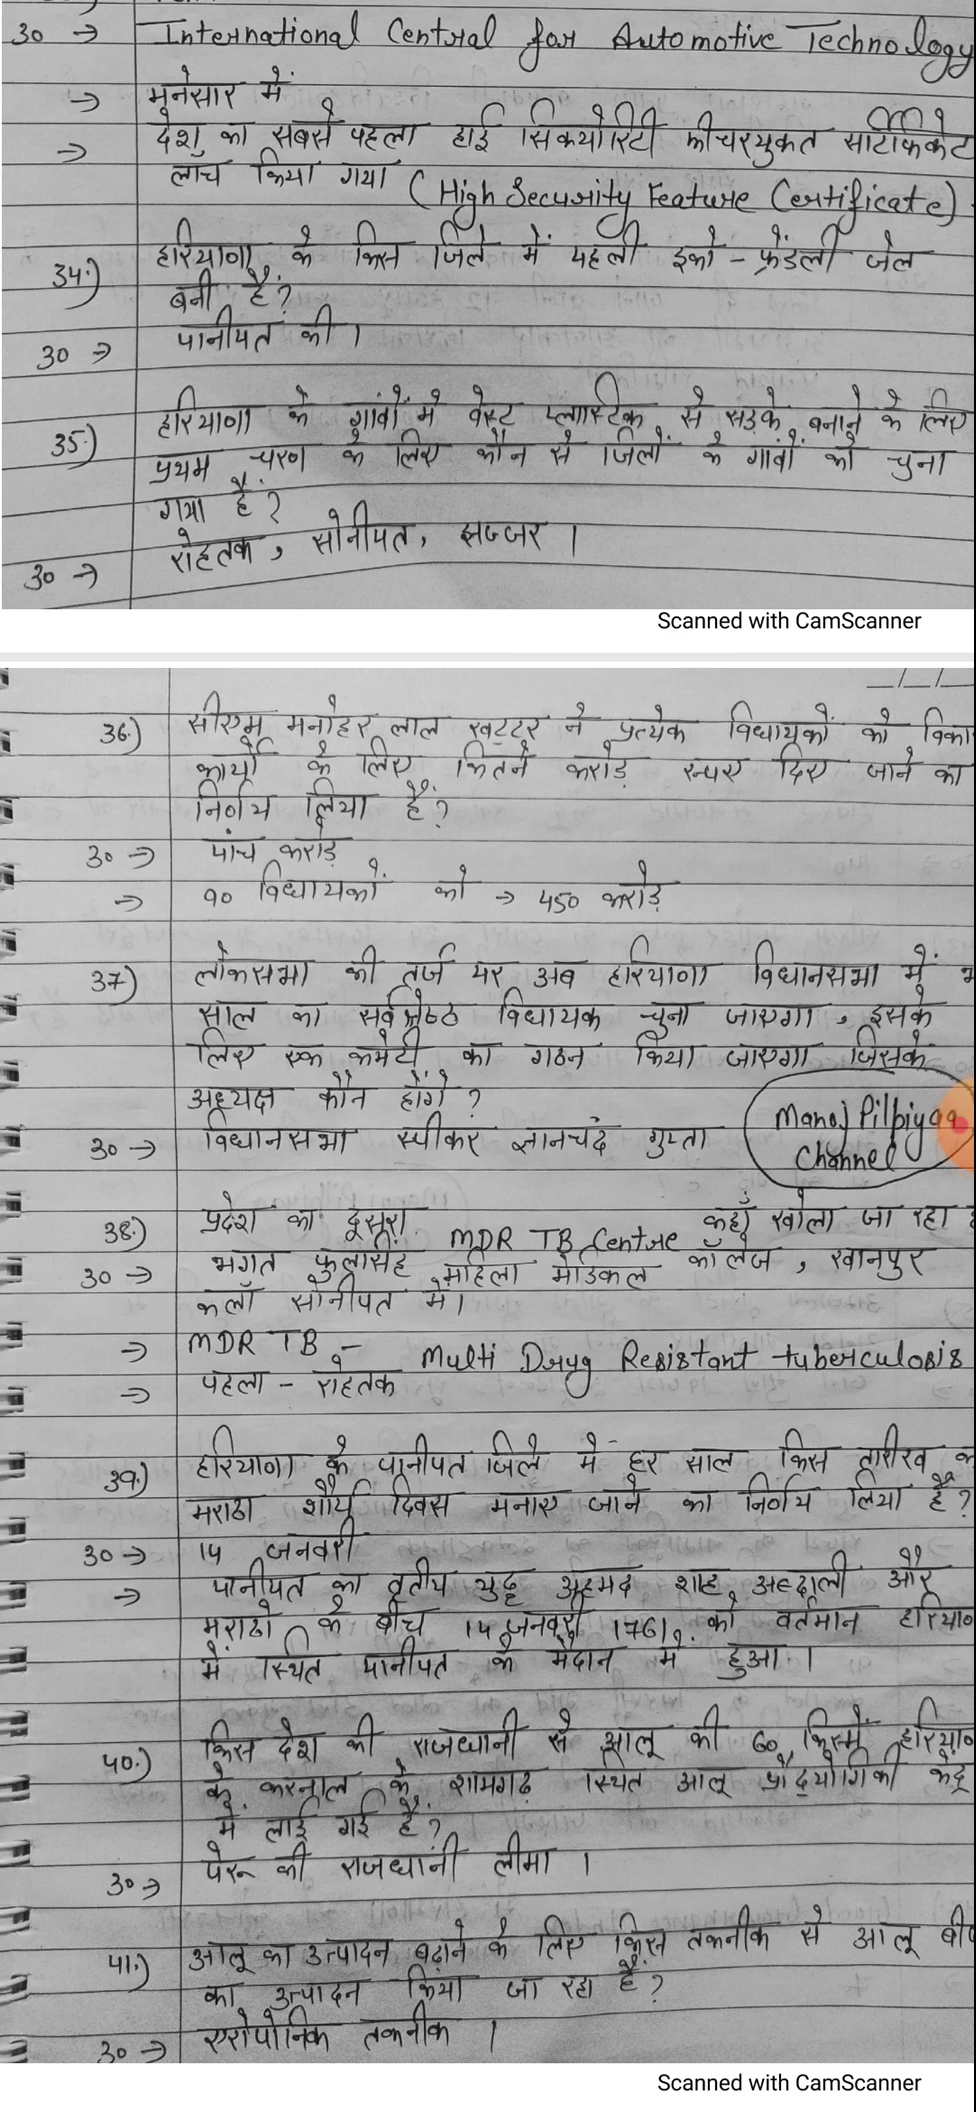 30 → International Central for Automotive Technology
→ मनेसार में
→ देश का सबसे पहला हाई सिक्योरिटी फीचरयुक्त सर्टिफिकेट
लॉंच किया गया (High Security Feature Certificate)
34.) हरियाणा के किस जिले में पहली इको - फ्रेंडली जेल
बनी है?
30 → पानीपत की।
35.) हरियाणा के गावों में वेस्ट प्लास्टिक से सड़के बनाने के लिए
प्रथम चरण के लिए कौन से जिलों के गावों को चुना
गया है?
30 → रोहतक, सोनीपत, झज्जर।
Scanned with CamScanner
36.) सीएम मनोहर लाल खट्टर ने प्रत्येक विधायकों को विका
कार्यो के लिए कितने करोड़ रूपए दिए जाने का
निर्णय लिया है?
30 → पांच करोड़
→ 90 विधायकों को → 450 करोड़
37) लोकसभा की तर्ज पर अब हरियाणा विधानसभा में
साल का सर्वश्रेष्ठ विधायक चुना जाएगा, इसके
लिए एक कमेटी का गठन किया जाएगा जिसके
अध्यक्ष कौन होंगे?
30 → विधानसभा स्पीकर ज्ञानचंद गुप्ता
Manoj Pilpiyaa
Channel
38.) प्रदेश का दूसरा MDR TB Centre कहाँ खोला जा रहा
30 → भगत फुलसिंह महिला मेडिकल कॉलेज, खानपुर
कलाँ सोनीपत में।
→ MDR TB - Multi Drug Resistant tuberculosis
→ पहला - रोहतक
39.) हरियाणा के पानीपत जिले में हर साल किस तारीख क
मराठा शौर्य दिवस मनाए जाने का निर्णय लिया है?
30 → 14 जनवरी
→ पानीपत का तृतीय युद्ध अहमद शाह अब्दाली और
मराठों के बीच 14 जनवरी 1761 को वर्तमान हरियाण
में स्थित पानीपत के मैदान में हुआ।
40.) किस देश की राजधानी से आलू की 60 किस्में हरियाण
के करनाल के शामगढ़ स्थित आलू प्रौद्योगिकी केंद्र
में लाई गई है?
30 → पेरू की राजधानी लीमा।
41.) आलू का उत्पादन बढ़ाने के लिए किस तकनीक से आलू बी
का उत्पादन किया जा रहा है?
30 → एरोपोनिक तकनीक।
Scanned with CamScanner